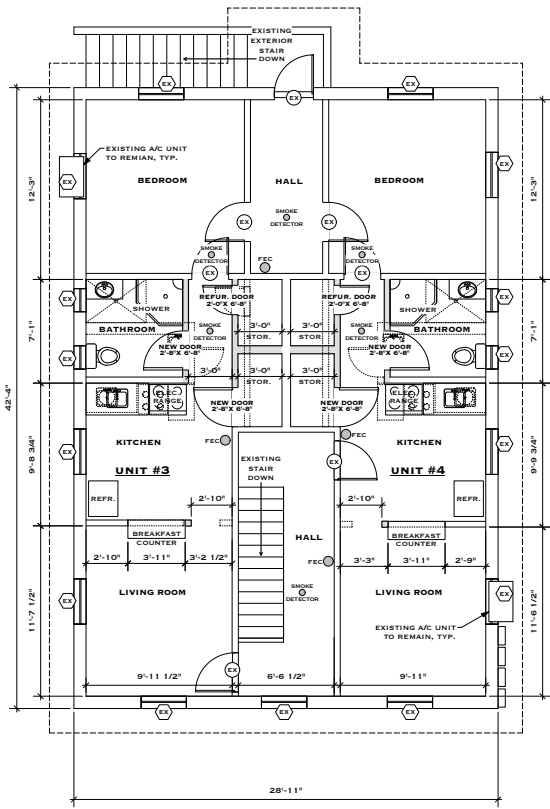 EXISTING
EXTERIOR
STAIR
DOWN
EX
EX
EX
EXISTING A/C UNIT
TO REMIAN, TYP.
EX
EX
BEDROOM
HALL
BEDROOM
12'-3"
12'-3"
SMOKE
DETECTOR
EX
EX
SMOKE
DETECTOR
FEC
SMOKE
DETECTOR
EX
EX
REFUR. DOOR
2'-0"X 6'-8"
REFUR. DOOR
2'-0"X 6'-8"
EX
EX
SHOWER
SHOWER
7'-1"
7'-1"
BATHROOM
SMOKE
DETECTOR
3'-0"
STOR.
3'-0"
STOR.
BATHROOM
NEW DOOR
2'-8"X 6'-8"
NEW DOOR
2'-8"X 6'-8"
EX
EX
3'-0"
3'-0"
STOR.
3'-0"
STOR.
42'-4"
ELEC.
RANGE
ELEC.
RANGE
NEW DOOR
2'-8"X 6'-8"
NEW DOOR
2'-8"X 6'-8"
9'-8 3/4"
9'-9 3/4"
KITCHEN
FEC
FEC
KITCHEN
EX
EX
UNIT #3
EXISTING
STAIR
DOWN
EX
UNIT #4
REFR.
2'-10"
2'-10"
REFR.
BREAKFAST
COUNTER
HALL
BREAKFAST
COUNTER
2'-10"
3'-11"
3'-2 1/2"
FEC
3'-3"
3'-11"
2'-9"
11'-7 1/2"
11'-6 1/2"
EX
LIVING ROOM
SMOKE
DETECTOR
LIVING ROOM
EX
EXISTING A/C UNIT
TO REMAIN, TYP.
EX
9'-11 1/2"
6'-6 1/2"
9'-11"
EX
EX
EX
28'-11"